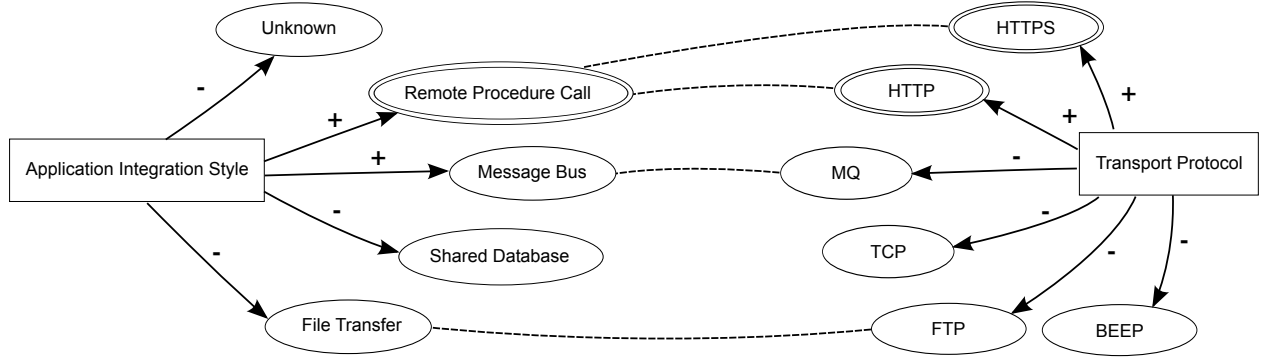 Unknown
HTTPS
-
Remote Procedure Call
HTTP
+
+
+
Application Integration Style
+
-
Transport Protocol
Message Bus
MQ
-
-
Shared Database
TCP
-
-
-
File Transfer
FTP
BEEP